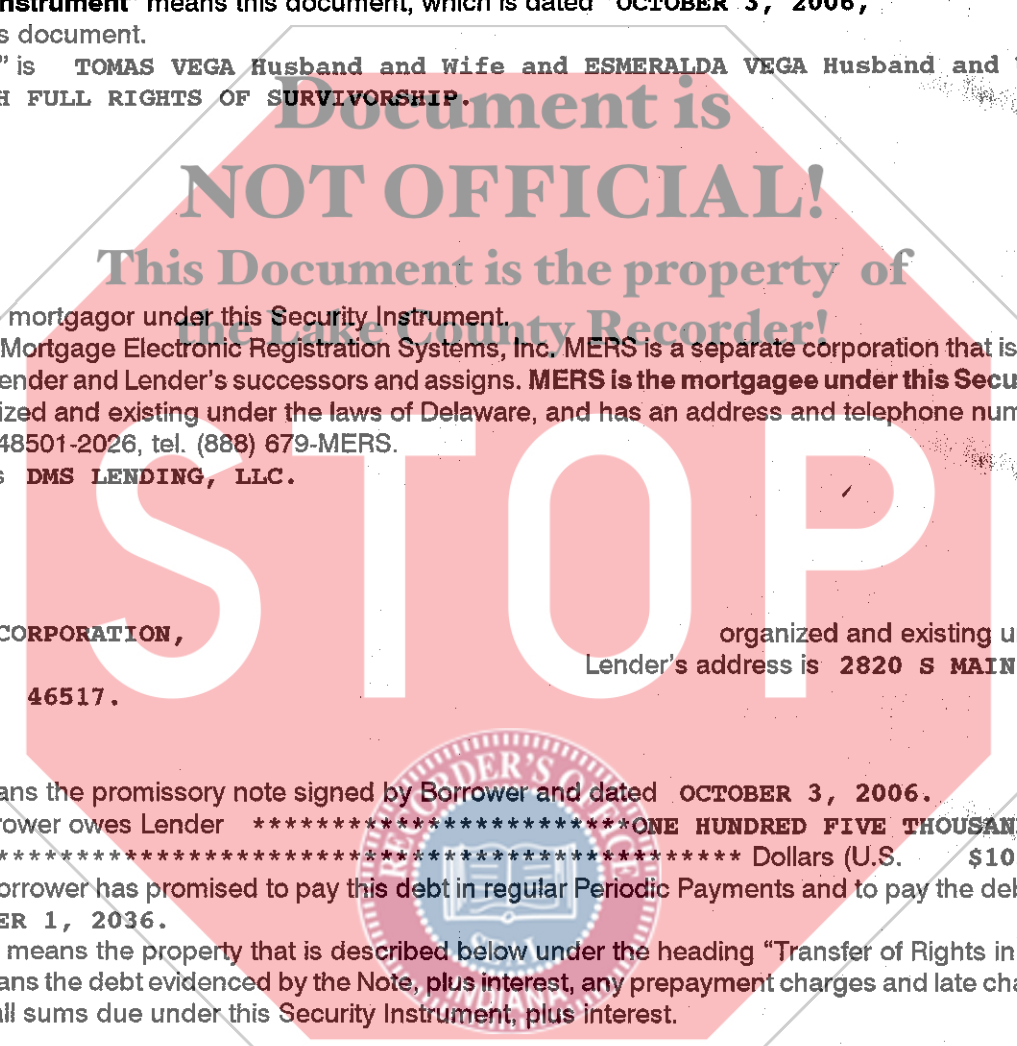 Instrument" means this document, which is dated OCTOBER 3, 2006,
s document.
" is TOMAS VEGA Husband and Wife and ESMERALDA VEGA Husband and
H FULL RIGHTS OF SURVIVORSHIP.
Document is
NOT OFFICIAL!
This Document is the property of
the Lake County Recorder!
mortgagor under this Security Instrument.
Mortgage Electronic Registration Systems, Inc. MERS is a separate corporation that is
ender and Lender's successors and assigns. MERS is the mortgagee under this Secu
ized and existing under the laws of Delaware, and has an address and telephone num
48501-2026, tel. (888) 679-MERS.
s DMS LENDING, LLC.
STOP
CORPORATION, organized and existing u
Lender's address is 2820 S MAIN
46517.
RECORDER'S OFFICE
ans the promissory note signed by Borrower and dated OCTOBER 3, 2006.
rower owes Lender ************************ONE HUNDRED FIVE THOUSAN
*********************************************** Dollars (U.S. $10
orrower has promised to pay this debt in regular Periodic Payments and to pay the deb
ER 1, 2036.
means the property that is described below under the heading "Transfer of Rights in
ans the debt evidenced by the Note, plus interest, any prepayment charges and late cha
all sums due under this Security Instrument, plus interest.
SEAL
INDIANA